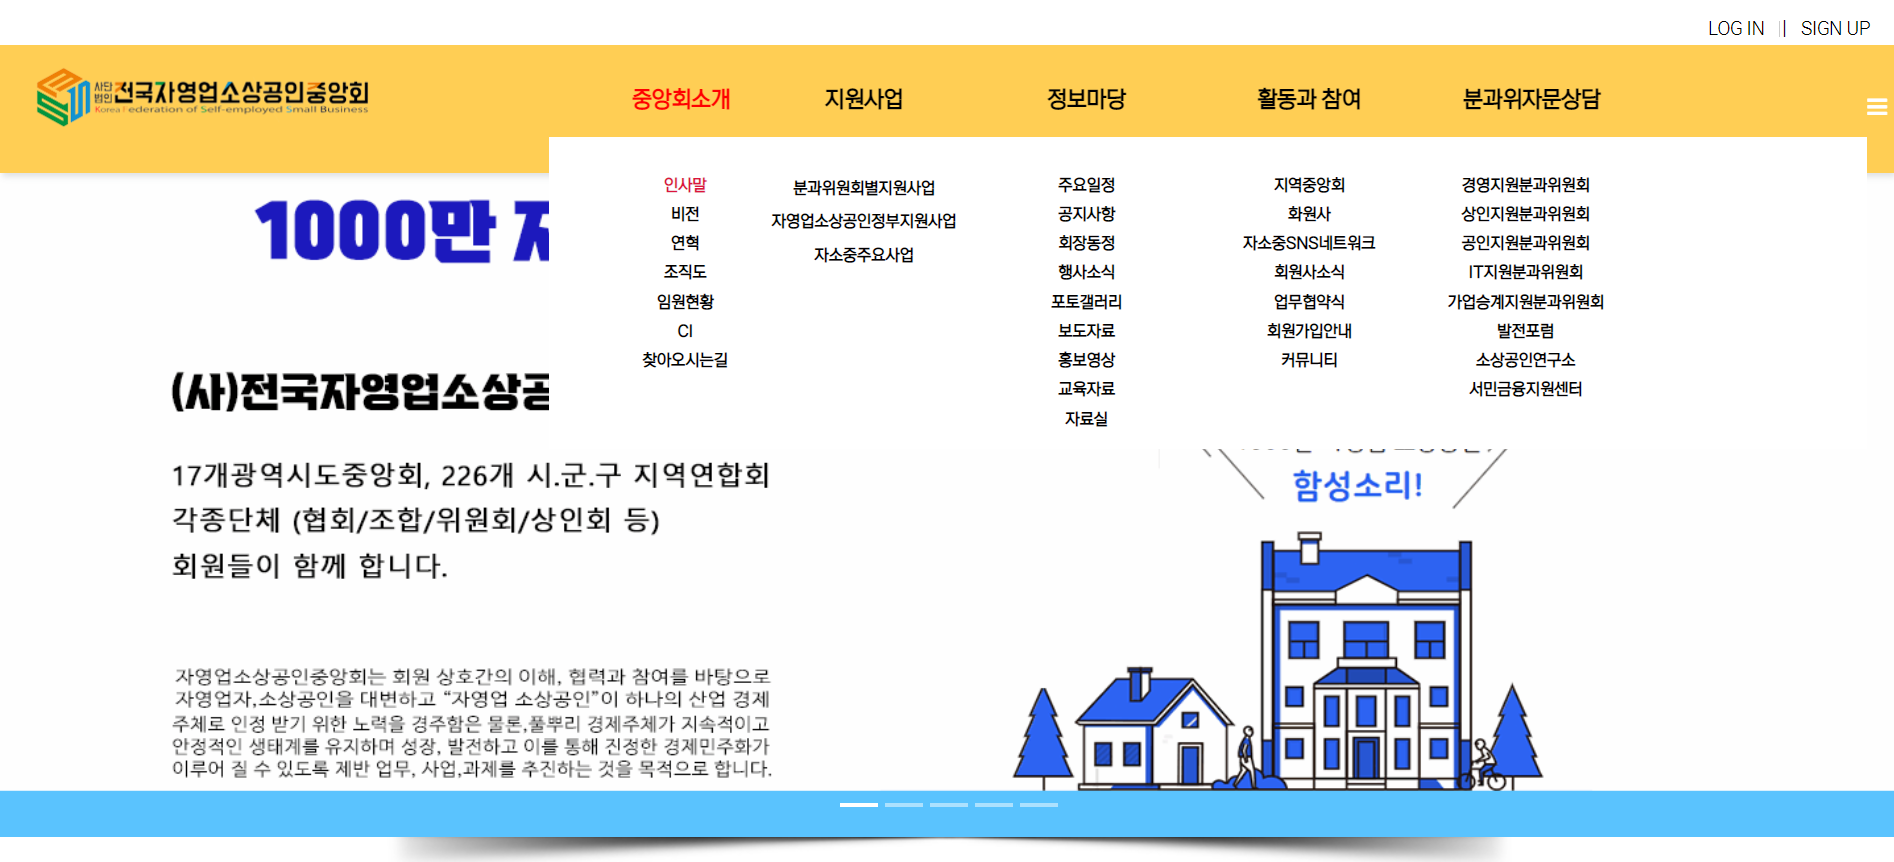 LOG IN | SIGN UP
사단법인 전국자영업소상공인중앙회
Korea Federation of Self-employed Small Business
중앙회소개 지원사업 정보마당 활동과 참여 분과위자문상담
인사말
비전
연혁
조직도
임원현황
CI
찾아오시는길
분과위원회별지원사업
자영업소상공인정부지원사업
자소중주요사업
주요일정
공지사항
회장동정
행사소식
포토갤러리
보도자료
홍보영상
교육자료
자료실
지역중앙회
화원사
자소중SNS네트워크
회원사소식
업무협약식
회원가입안내
커뮤니티
경영지원분과위원회
상인지원분과위원회
공인지원분과위원회
IT지원분과위원회
가업승계지원분과위원회
발전포럼
소상공인연구소
서민금융지원센터
1000만
(사)전국자영업소상공
17개광역시도중앙회, 226개 시.군.구 지역연합회
각종단체 (협회/조합/위원회/상인회 등)
회원들이 함께 합니다.
함성소리!
자영업소상공인중앙회는 회원 상호간의 이해, 협력과 참여를 바탕으로
자영업자,소상공인을 대변하고 “자영업 소상공인”이 하나의 산업 경제
주체로 인정 받기 위한 노력을 경주함은 물론,풀뿌리 경제주체가 지속적이고
안정적인 생태계를 유지하며 성장, 발전하고 이를 통해 진정한 경제민주화가
이루어 질 수 있도록 제반 업무, 사업,과제를 추진하는 것을 목적으로 합니다.